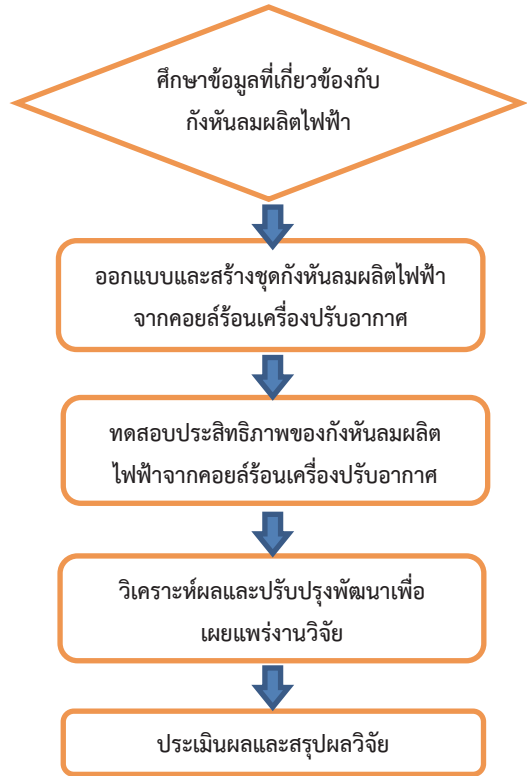 ศึกษาข้อมูลที่เกี่ยวข้องกับ
กังหันลมผลิตไฟฟ้า
ออกแบบและสร้างชุดกังหันลมผลิตไฟฟ้า
จากคอยล์ร้อนเครื่องปรับอากาศ
ทดสอบประสิทธิภาพของกังหันลมผลิต
ไฟฟ้าจากคอยล์ร้อนเครื่องปรับอากาศ
วิเคราะห์ผลและปรับปรุงพัฒนาเพื่อ
เผยแพร่งานวิจัย
ประเมินผลและสรุปผลวิจัย